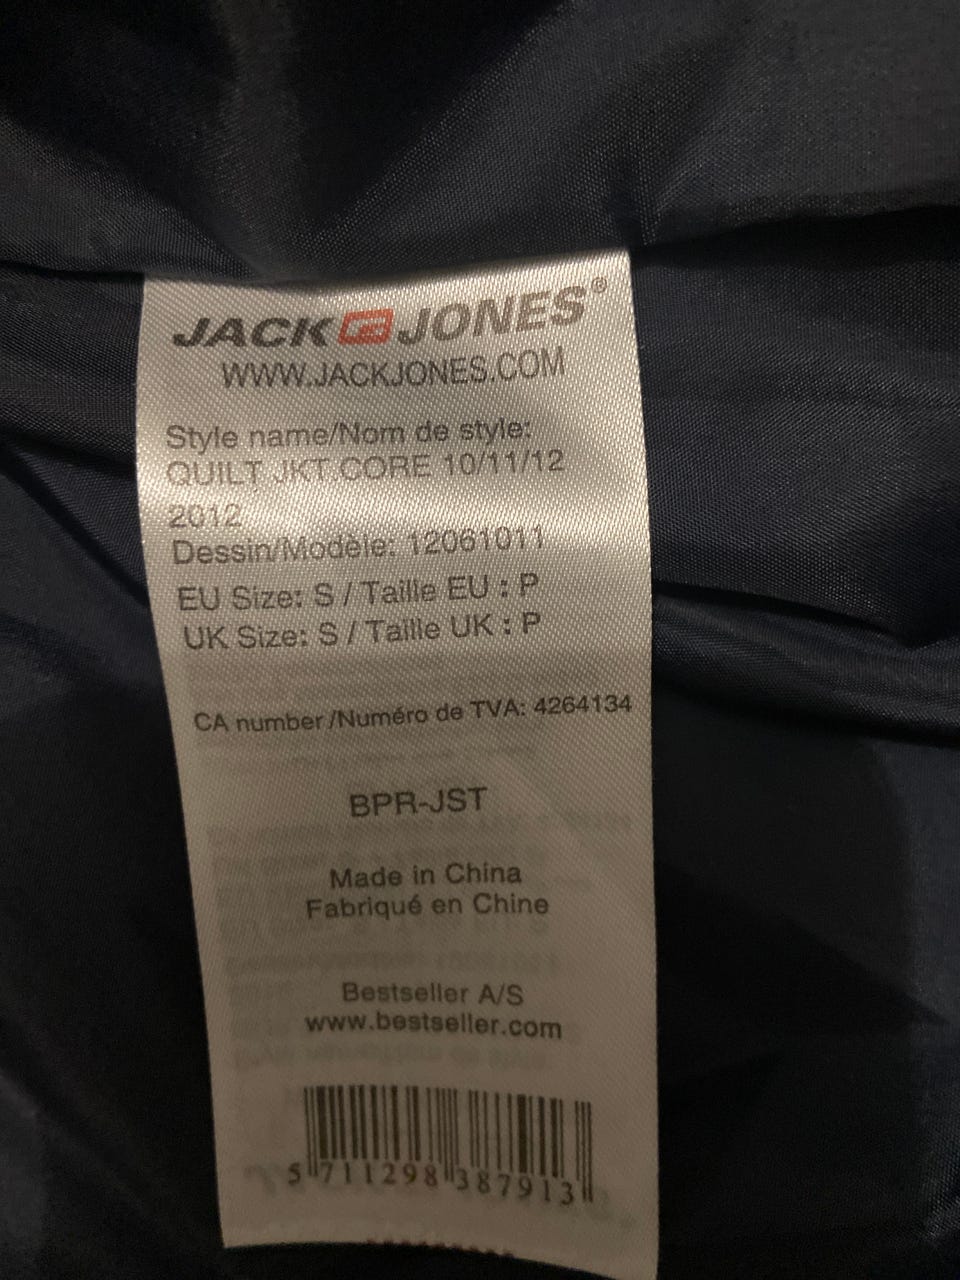 JACK JONES®
WWW.JACKJONES.COM
Style name/Nom de style:
QUILT JKT.CORE 10/11/12
2012
Dessin/Modèle: 12061011
EU Size: S / Taille EU : P
UK Size: S / Taille UK : P
CA number /Numéro de TVA: 4264134
BPR-JST
Made in China
Fabriqué en Chine
Bestseller A/S
www.bestseller.com
5 711298 387913